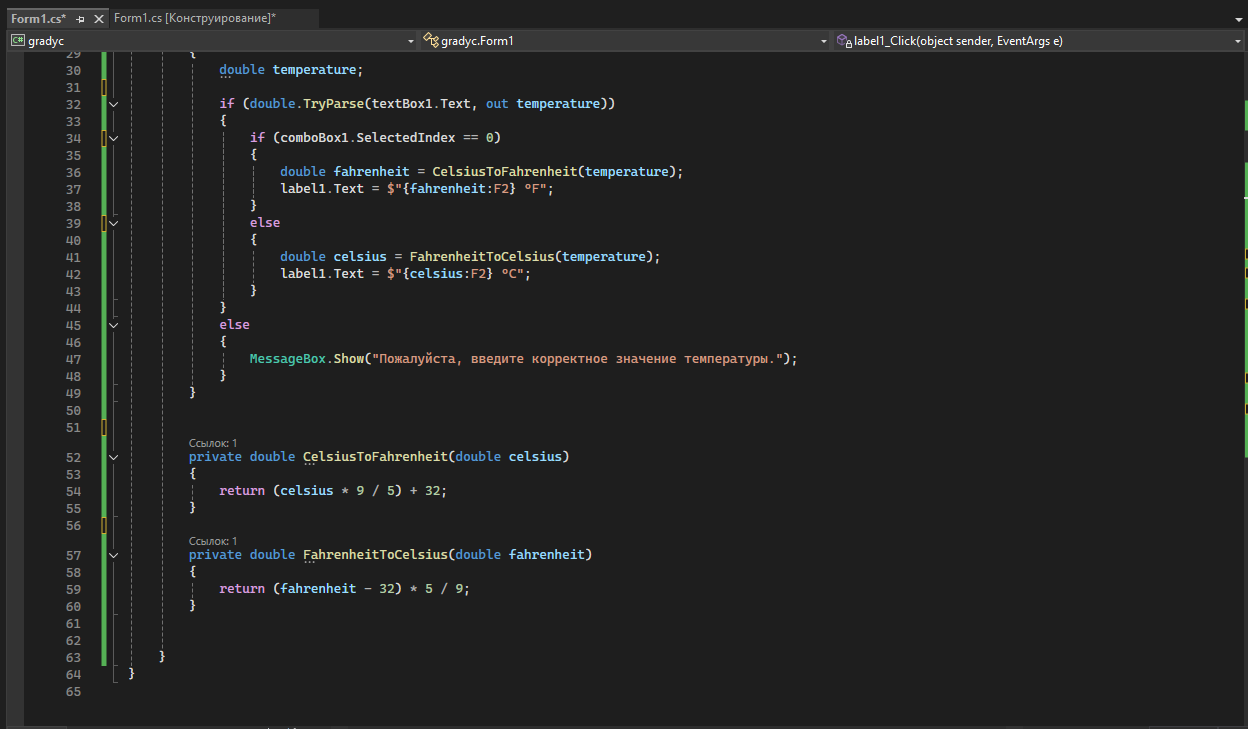 Form1.cs* Form1.cs [Конструирование]*
C# gradyc gradyc.Form1 label1_Click(object sender, EventArgs e)
29 {
30 double temperature;
31
32 if (double.TryParse(textBox1.Text, out temperature))
33 {
34 if (comboBox1.SelectedIndex == 0)
35 {
36 double fahrenheit = CelsiusToFahrenheit(temperature);
37 label1.Text = $"{fahrenheit:F2} °F";
38 }
39 else
40 {
41 double celsius = FahrenheitToCelsius(temperature);
42 label1.Text = $"{celsius:F2} °C";
43 }
44 }
45 else
46 {
47 MessageBox.Show("Пожалуйста, введите корректное значение температуры.");
48 }
49 }
50
51
Ссылок: 1
52 private double CelsiusToFahrenheit(double celsius)
53 {
54 return (celsius * 9 / 5) + 32;
55 }
56
Ссылок: 1
57 private double FahrenheitToCelsius(double fahrenheit)
58 {
59 return (fahrenheit - 32) * 5 / 9;
60 }
61
62
63 }
64 }
65